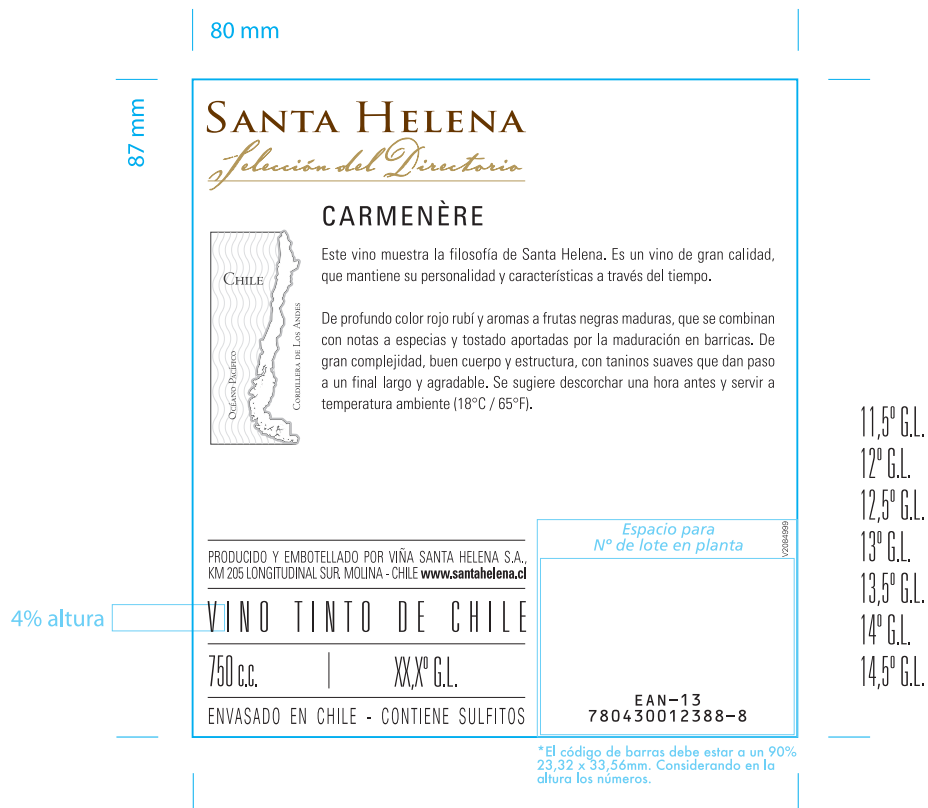 80 mm
87 mm
SANTA HELENA
Selección del Directorio
CARMENÈRE
Este vino muestra la filosofía de Santa Helena. Es un vino de gran calidad,
que mantiene su personalidad y características a través del tiempo.
De profundo color rojo rubí y aromas a frutas negras maduras, que se combinan
con notas a especias y tostado aportadas por la maduración en barricas. De
gran complejidad, buen cuerpo y estructura, con taninos suaves que dan paso
a un final largo y agradable. Se sugiere descorchar una hora antes y servir a
temperatura ambiente (18°C / 65°F).
CHILE
OCÉANO PACÍFICO
CORDILLERA DE LOS ANDES
11,5º G.L.
12º G.L.
12,5º G.L.
13º G.L.
13,5º G.L.
14º G.L.
14,5º G.L.
PRODUCIDO Y EMBOTELLADO POR VIÑA SANTA HELENA S.A.,
KM 205 LONGITUDINAL SUR. MOLINA - CHILE www.santahelena.cl
4% altura
VINO TINTO DE CHILE
750 c.c. | XX,Xº G.L.
ENVASADO EN CHILE - CONTIENE SULFITOS
Espacio para
Nº de lote en planta
V2084999
EAN-13
780430012388-8
*El código de barras debe estar a un 90%
23,32 x 33,56mm. Considerando en la
altura los números.